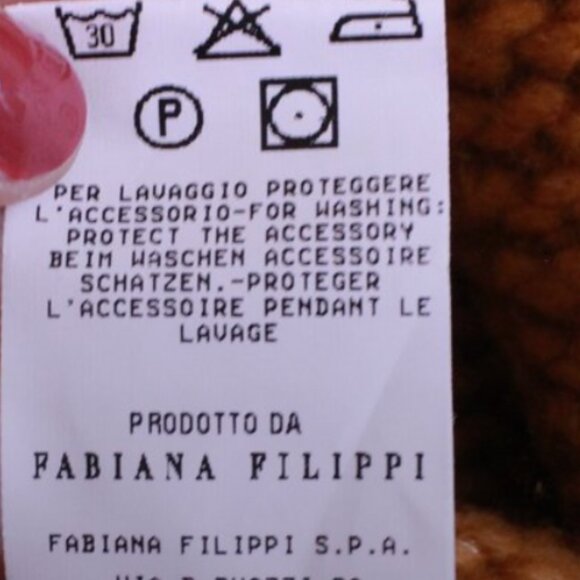 30
P
PER LAVAGGIO PROTEGGERE
L'ACCESSORIO-FOR WASHING:
PROTECT THE ACCESSORY
BEIM WASCHEN ACCESSOIRE
SCHATZEN.-PROTEGER
L'ACCESSOIRE PENDANT LE
LAVAGE
PRODOTTO DA
FABIANA FILIPPI
FABIANA FILIPPI S.P.A.